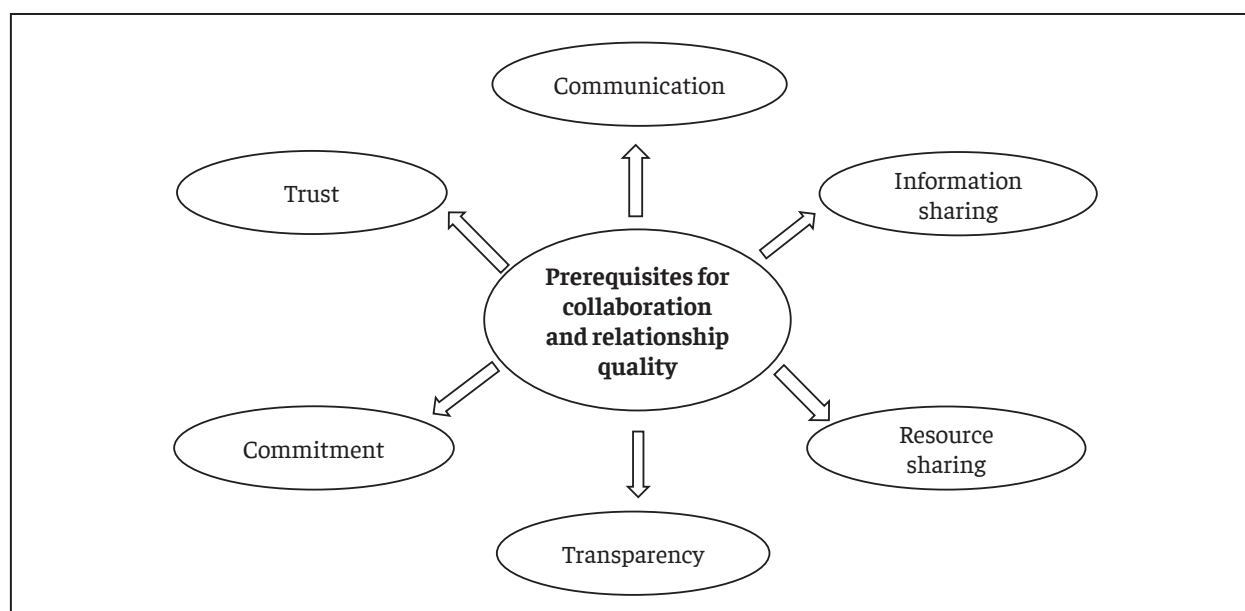 Communication
Trust
Information
sharing
Prerequisites for
collaboration
and relationship
quality
Commitment
Resource
sharing
Transparency